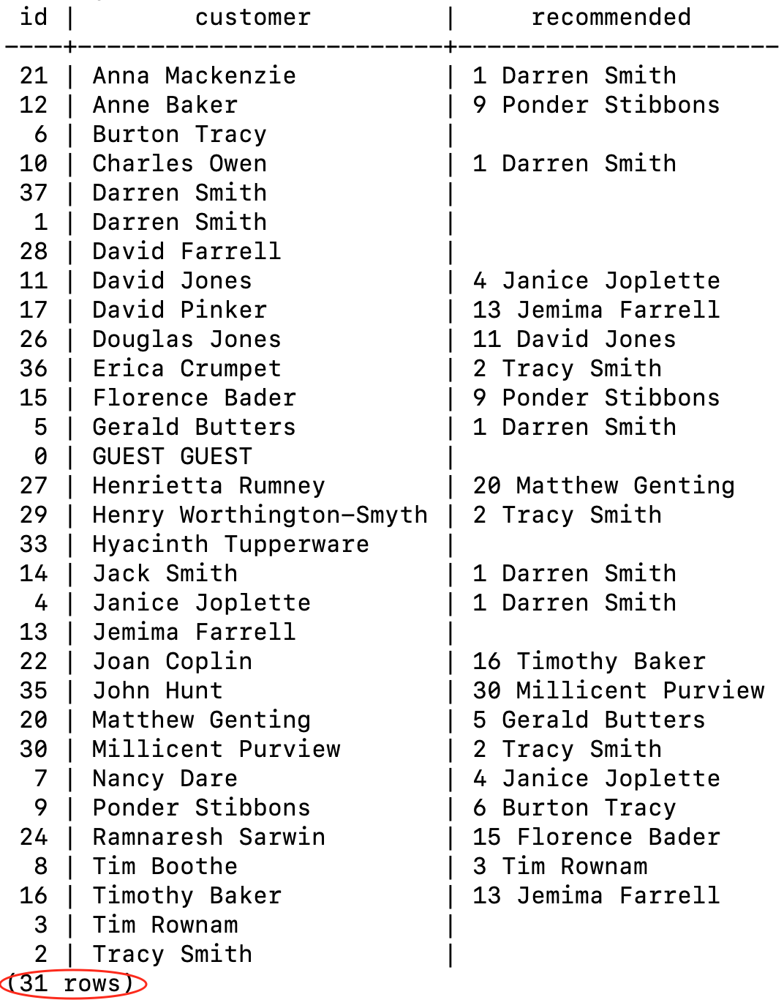 id | customer | recommended
----+-------------------------+----------------------
21 | Anna Mackenzie | 1 Darren Smith
12 | Anne Baker | 9 Ponder Stibbons
6 | Burton Tracy |
10 | Charles Owen | 1 Darren Smith
37 | Darren Smith |
1 | Darren Smith |
28 | David Farrell |
11 | David Jones | 4 Janice Joplette
17 | David Pinker | 13 Jemima Farrell
26 | Douglas Jones | 11 David Jones
36 | Erica Crumpet | 2 Tracy Smith
15 | Florence Bader | 9 Ponder Stibbons
5 | Gerald Butters | 1 Darren Smith
0 | GUEST GUEST |
27 | Henrietta Rumney | 20 Matthew Genting
29 | Henry Worthington-Smyth | 2 Tracy Smith
33 | Hyacinth Tupperware |
14 | Jack Smith | 1 Darren Smith
4 | Janice Joplette | 1 Darren Smith
13 | Jemima Farrell |
22 | Joan Coplin | 16 Timothy Baker
35 | John Hunt | 30 Millicent Purview
20 | Matthew Genting | 5 Gerald Butters
30 | Millicent Purview | 2 Tracy Smith
7 | Nancy Dare | 4 Janice Joplette
9 | Ponder Stibbons | 6 Burton Tracy
24 | Ramnaresh Sarwin | 15 Florence Bader
8 | Tim Boothe | 3 Tim Rownam
16 | Timothy Baker | 13 Jemima Farrell
3 | Tim Rownam |
2 | Tracy Smith |
(31 rows)